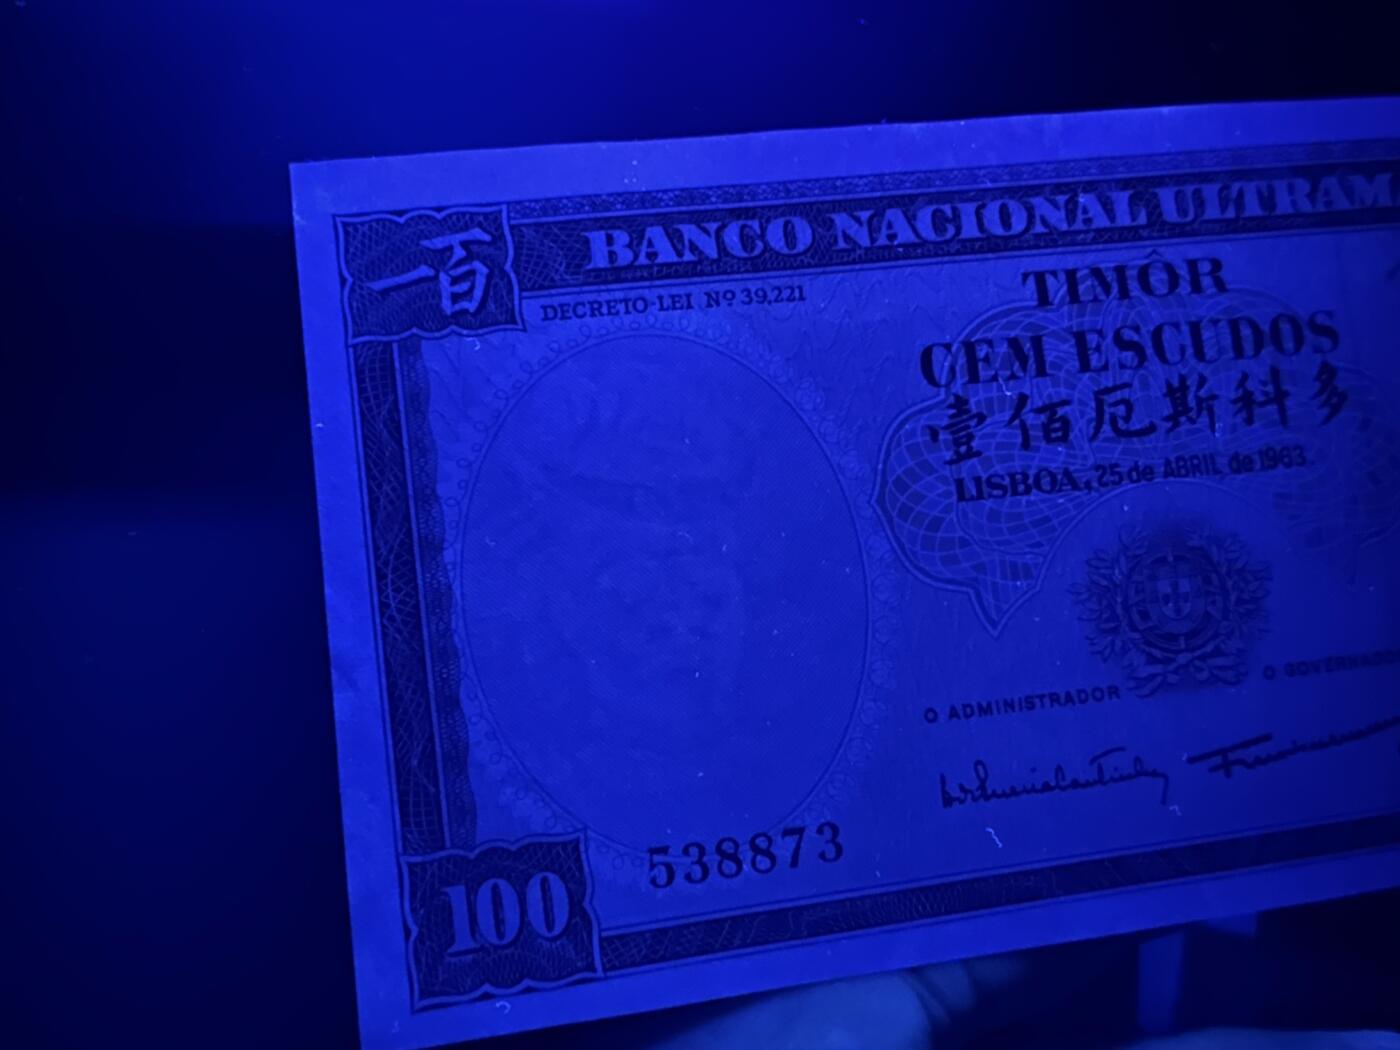 一百
BANCO NACIONAL ULTRAM
DECRETO-LEI Nº 39,221
TIMÔR
CEM ESCUDOS
壹佰厄斯科多
LISBOA, 25 de ABRIL de 1963
O ADMINISTRADOR
O GOVERNADO
538873
100